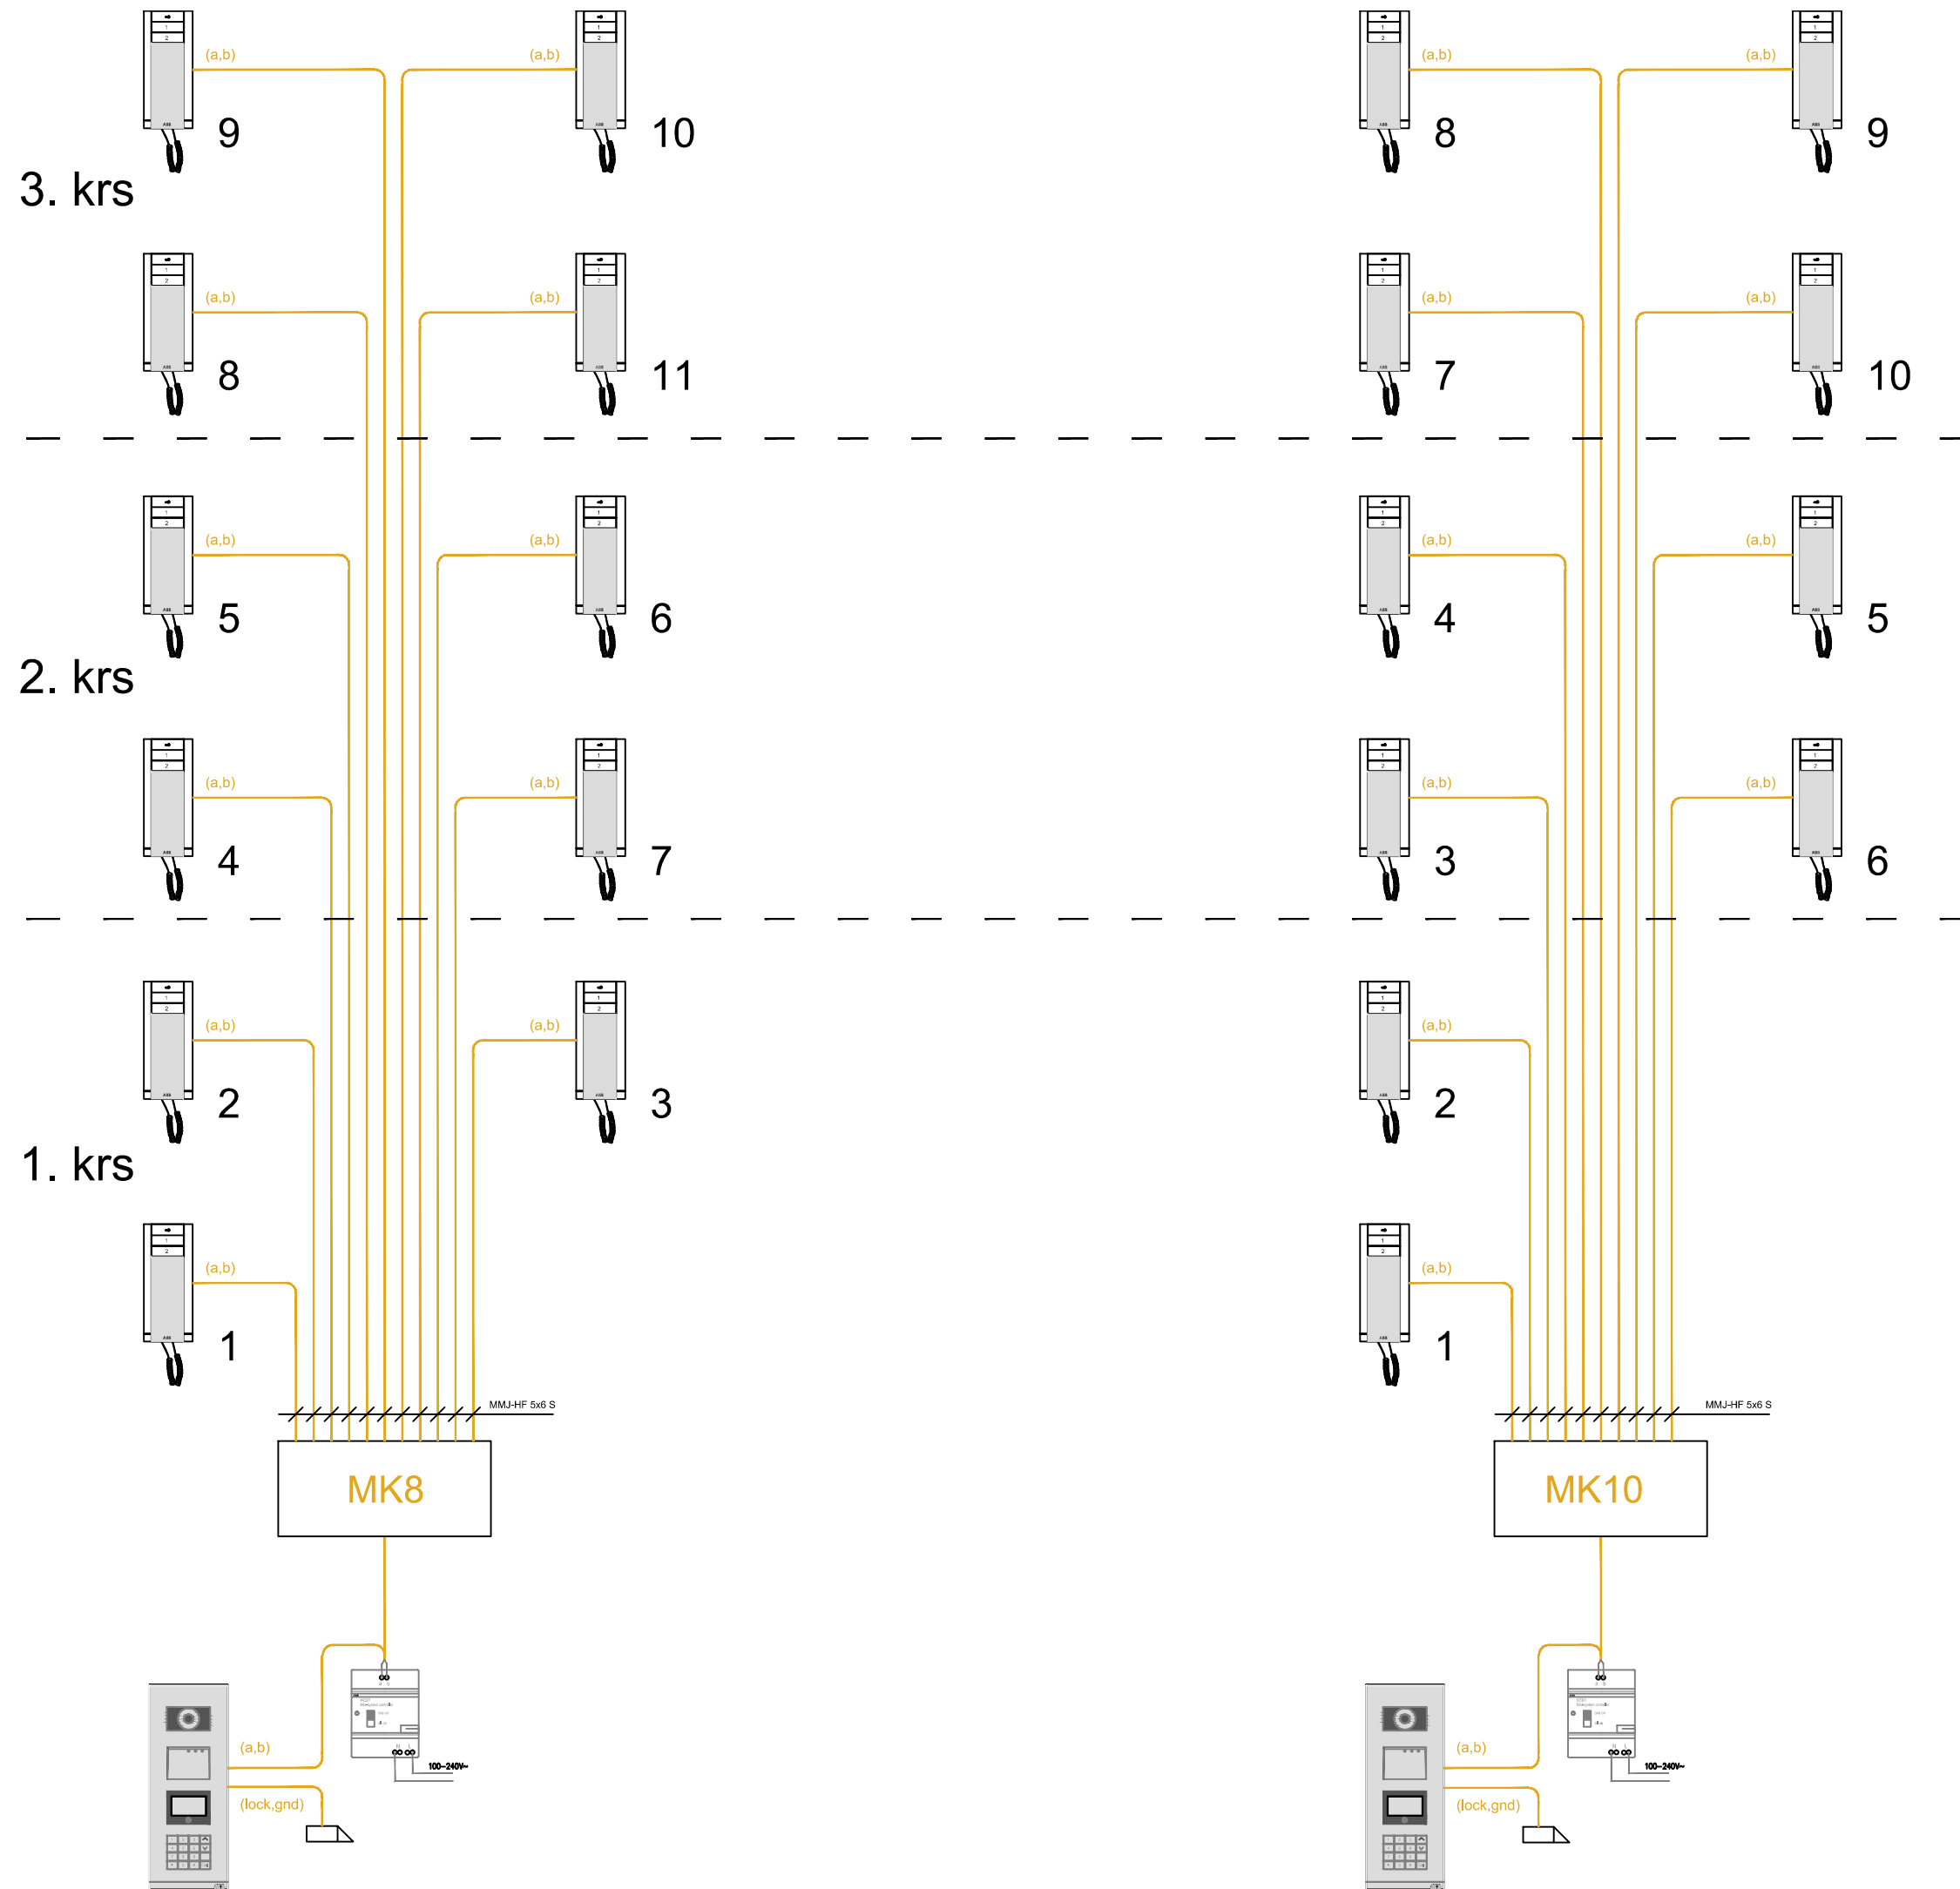 (a,b) (a,b) (a,b) (a,b)
9 10 8 9
3. krs
(a,b) (a,b) (a,b) (a,b)
8 11 7 10
(a,b) (a,b) (a,b) (a,b)
5 6 4 5
2. krs
(a,b) (a,b) (a,b) (a,b)
4 7 3 6
(a,b) (a,b) (a,b)
2 3 2
1. krs
(a,b) (a,b)
1 1
MMJ-HF 5x6 S MMJ-HF 5x6 S
MK8 MK10
N L N L
(a,b) 100-240V~ (a,b) 100-240V~
(lock,gnd) (lock,gnd)